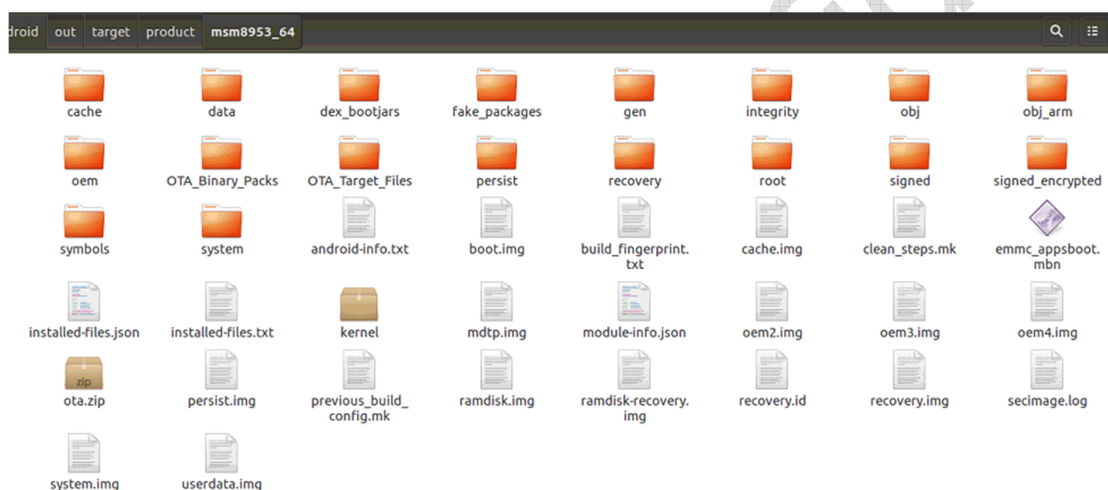 droid out target product msm8953_64
cache data dex_bootjars fake_packages gen integrity obj obj_arm
oem OTA_Binary_Packs OTA_Target_Files persist recovery root signed signed_encrypted
symbols system android-info.txt boot.img build_fingerprint. cache.img clean_steps.mk emmc_appsboot.
txt mbn
installed-files.json installed-files.txt kernel mdtp.img module-info.json oem2.img oem3.img oem4.img
zip
ota.zip persist.img previous_build_ ramdisk.img ramdisk-recovery. recovery.id recovery.img secimage.log
config.mk img
system.img userdata.img